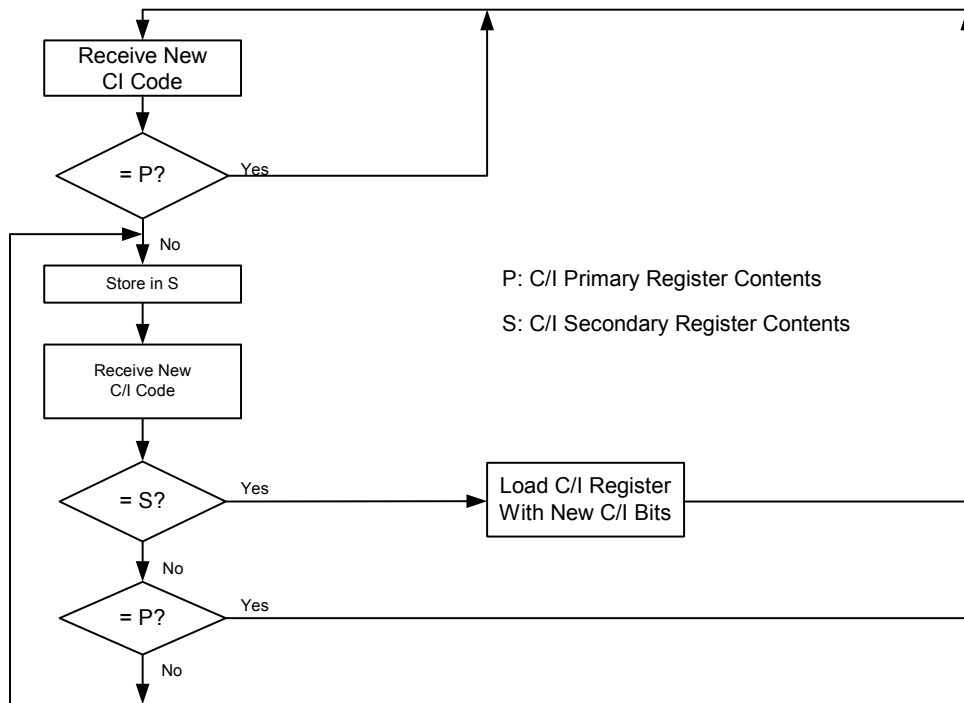 Receive New
CI Code
= P?
Yes
No
Store in S
P: C/I Primary Register Contents
S: C/I Secondary Register Contents
Receive New
C/I Code
= S?
Yes
Load C/I Register
With New C/I Bits
No
= P?
Yes
No